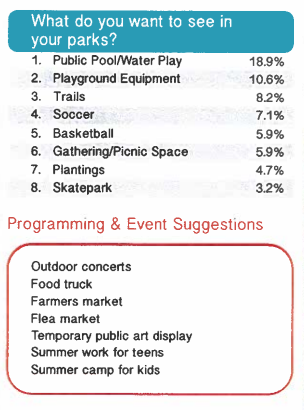 What do you want to see in
your parks?
1. Public Pool/Water Play 18.9%
2. Playground Equipment 10.6%
3. Trails 8.2%
4. Soccer 7.1%
5. Basketball 5.9%
6. Gathering/Picnic Space 5.9%
7. Plantings 4.7%
8. Skatepark 3.2%
Programming & Event Suggestions
Outdoor concerts
Food truck
Farmers market
Flea market
Temporary public art display
Summer work for teens
Summer camp for kids